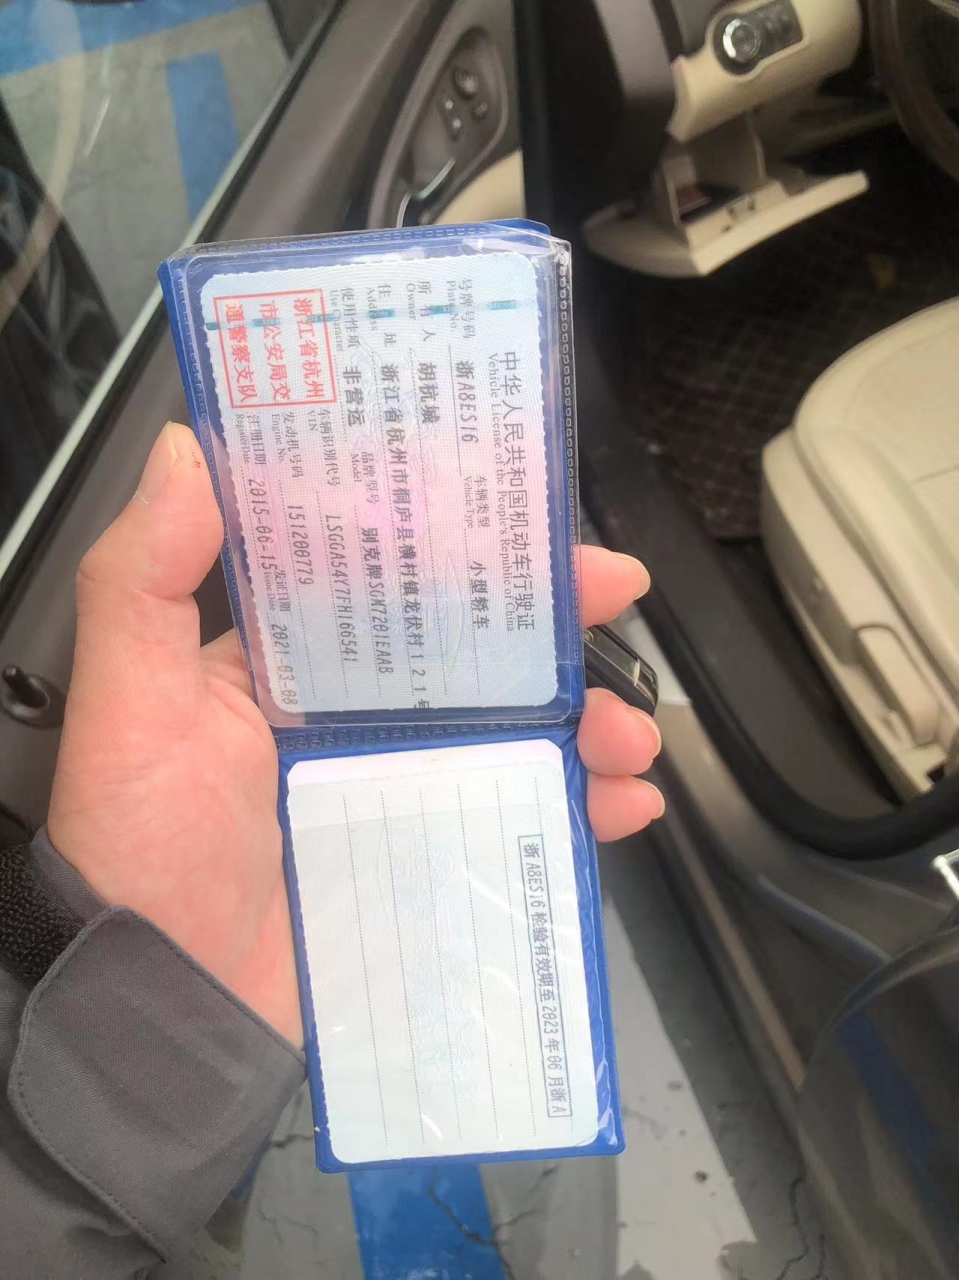 中华人民共和国机动车行驶证
Vehicle License of the People's Republic of China
号牌号码 浙A8ES16 车辆类型 小型轿车
Plate No. Vehicle Type
所有人 胡杭城
Owner
住址 浙江省杭州市桐庐县横村镇龙伏村121号
Address
使用性质 非营运 品牌型号 别克牌SGM7201EAAB
Use Character Model
浙江省杭州
市公安局交
通警察支队
车辆识别代号 LSGGA54Y7FH166541
VIN
发动机号码 151200779
Engine No.
注册日期 2015-06-15 发证日期 2021-03-08
Register Date Issue Date
浙A8ES16 检验有效期至2023年06月浙A